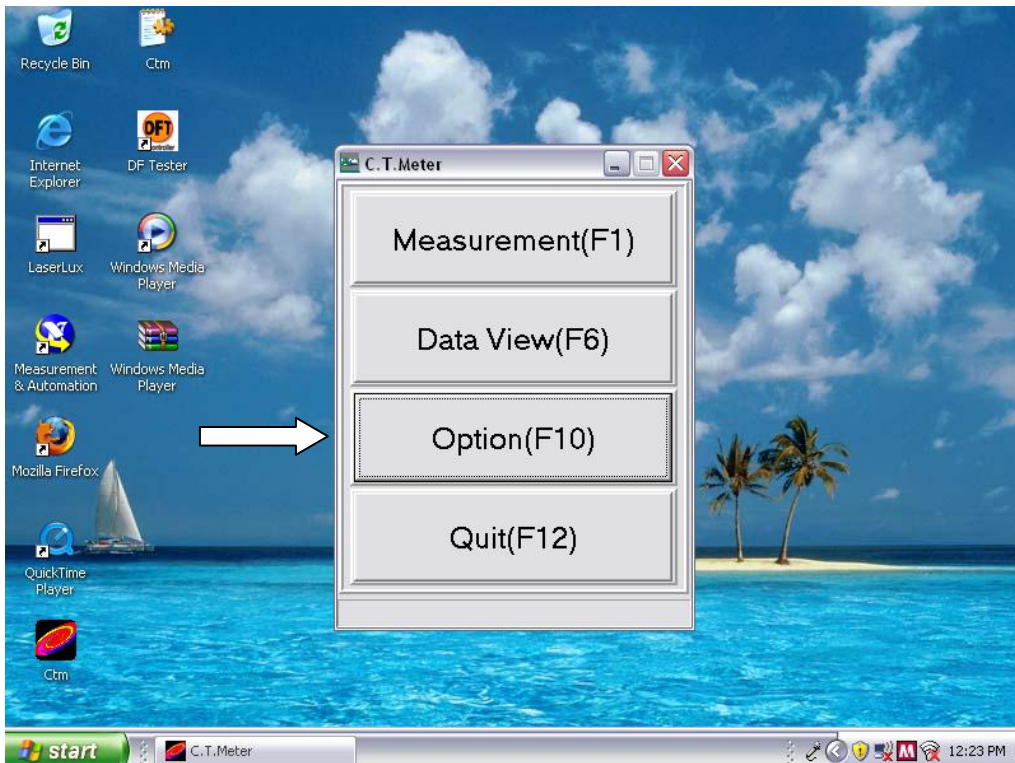 Recycle Bin
Ctm
Internet
Explorer
DFT
DF Tester
LaserLux
Windows Media
Player
Measurement
& Automation
Windows Media
Player
Mozilla Firefox
QuickTime
Player
Ctm
C.T.Meter
Measurement(F1)
Data View(F6)
Option(F10)
Quit(F12)
start
C.T.Meter
12:23 PM